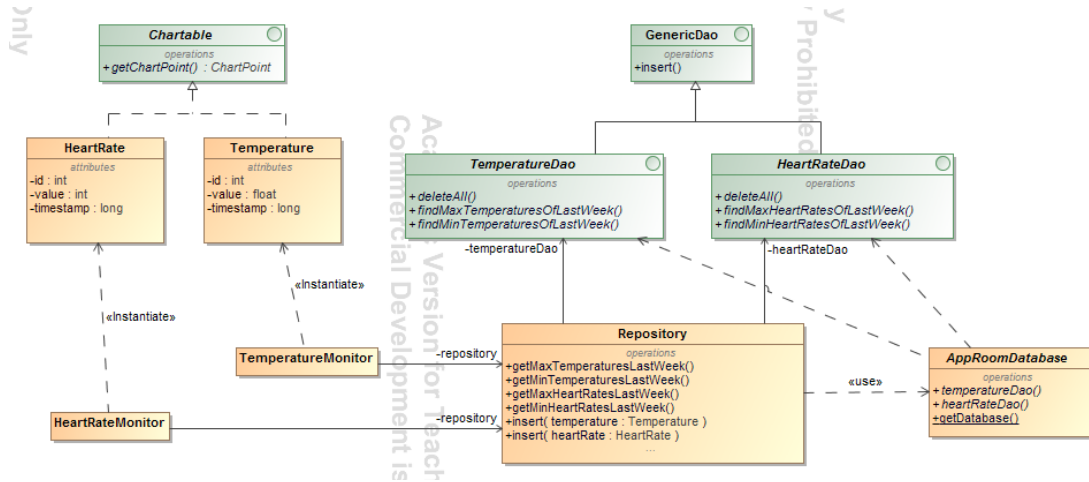 Only
y
Prohibited
Academic Version for Teach
Commercial Development is
Chartable
operations
+getChartPoint() : ChartPoint
GenericDao
operations
+insert()
HeartRate
attributes
-id : int
-value : int
-timestamp : long
Temperature
attributes
-id : int
-value : float
-timestamp : long
TemperatureDao
operations
+deleteAll()
+findMaxTemperaturesOfLastWeek()
+findMinTemperaturesOfLastWeek()
HeartRateDao
operations
+deleteAll()
+findMaxHeartRatesOfLastWeek()
+findMinHeartRatesOfLastWeek()
-temperatureDao
-heartRateDao
«Instantiate»
«Instantiate»
TemperatureMonitor
-repository
HeartRateMonitor
-repository
Repository
operations
+getMaxTemperaturesLastWeek()
+getMinTemperaturesLastWeek()
+getMaxHeartRatesLastWeek()
+getMinHeartRatesLastWeek()
+insert( temperature : Temperature )
+insert( heartRate : HeartRate )
...
«use»
AppRoomDatabase
operations
+temperatureDao()
+heartRateDao()
+getDatabase()